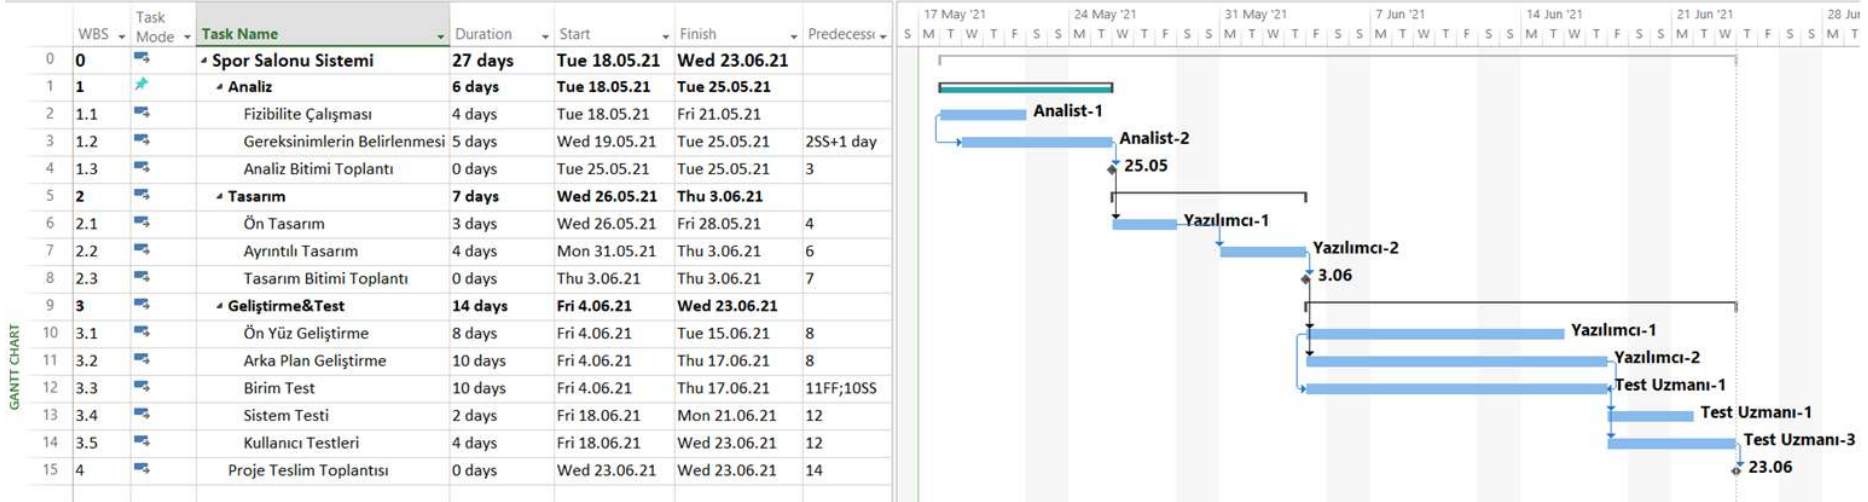 17 May '21 24 May '21 31 May '21 7 Jun '21 14 Jun '21 21 Jun '21 28 Jun
WBS Task Mode Task Name Duration Start Finish Predecesso S M T W T F S S M T W T F S S M T W T F S S M T W T F S S M T W T F S S M T W T F S S M T
0 0 Spor Salonu Sistemi 27 days Tue 18.05.21 Wed 23.06.21
1 1 Analiz 6 days Tue 18.05.21 Tue 25.05.21
2 1.1 Fizibilite Çalışması 4 days Tue 18.05.21 Fri 21.05.21 Analist-1
3 1.2 Gereksinimlerin Belirlenmesi 5 days Wed 19.05.21 Tue 25.05.21 2SS+1 day Analist-2
4 1.3 Analiz Bitimi Toplantı 0 days Tue 25.05.21 Tue 25.05.21 3 25.05
5 2 Tasarım 7 days Wed 26.05.21 Thu 3.06.21
6 2.1 Ön Tasarım 3 days Wed 26.05.21 Fri 28.05.21 4 Yazılımcı-1
7 2.2 Ayrıntılı Tasarım 4 days Mon 31.05.21 Thu 3.06.21 6 Yazılımcı-2
8 2.3 Tasarım Bitimi Toplantı 0 days Thu 3.06.21 Thu 3.06.21 7 3.06
9 3 Geliştirme&Test 14 days Fri 4.06.21 Wed 23.06.21
10 3.1 Ön Yüz Geliştirme 8 days Fri 4.06.21 Tue 15.06.21 8 Yazılımcı-1
11 3.2 Arka Plan Geliştirme 10 days Fri 4.06.21 Thu 17.06.21 8 Yazılımcı-2
12 3.3 Birim Test 10 days Fri 4.06.21 Thu 17.06.21 11FF;10SS Test Uzmanı-1
13 3.4 Sistem Testi 2 days Fri 18.06.21 Mon 21.06.21 12 Test Uzmanı-1
14 3.5 Kullanıcı Testleri 4 days Fri 18.06.21 Wed 23.06.21 12 Test Uzmanı-3
15 4 Proje Teslim Toplantısı 0 days Wed 23.06.21 Wed 23.06.21 14 23.06
GANTT CHART